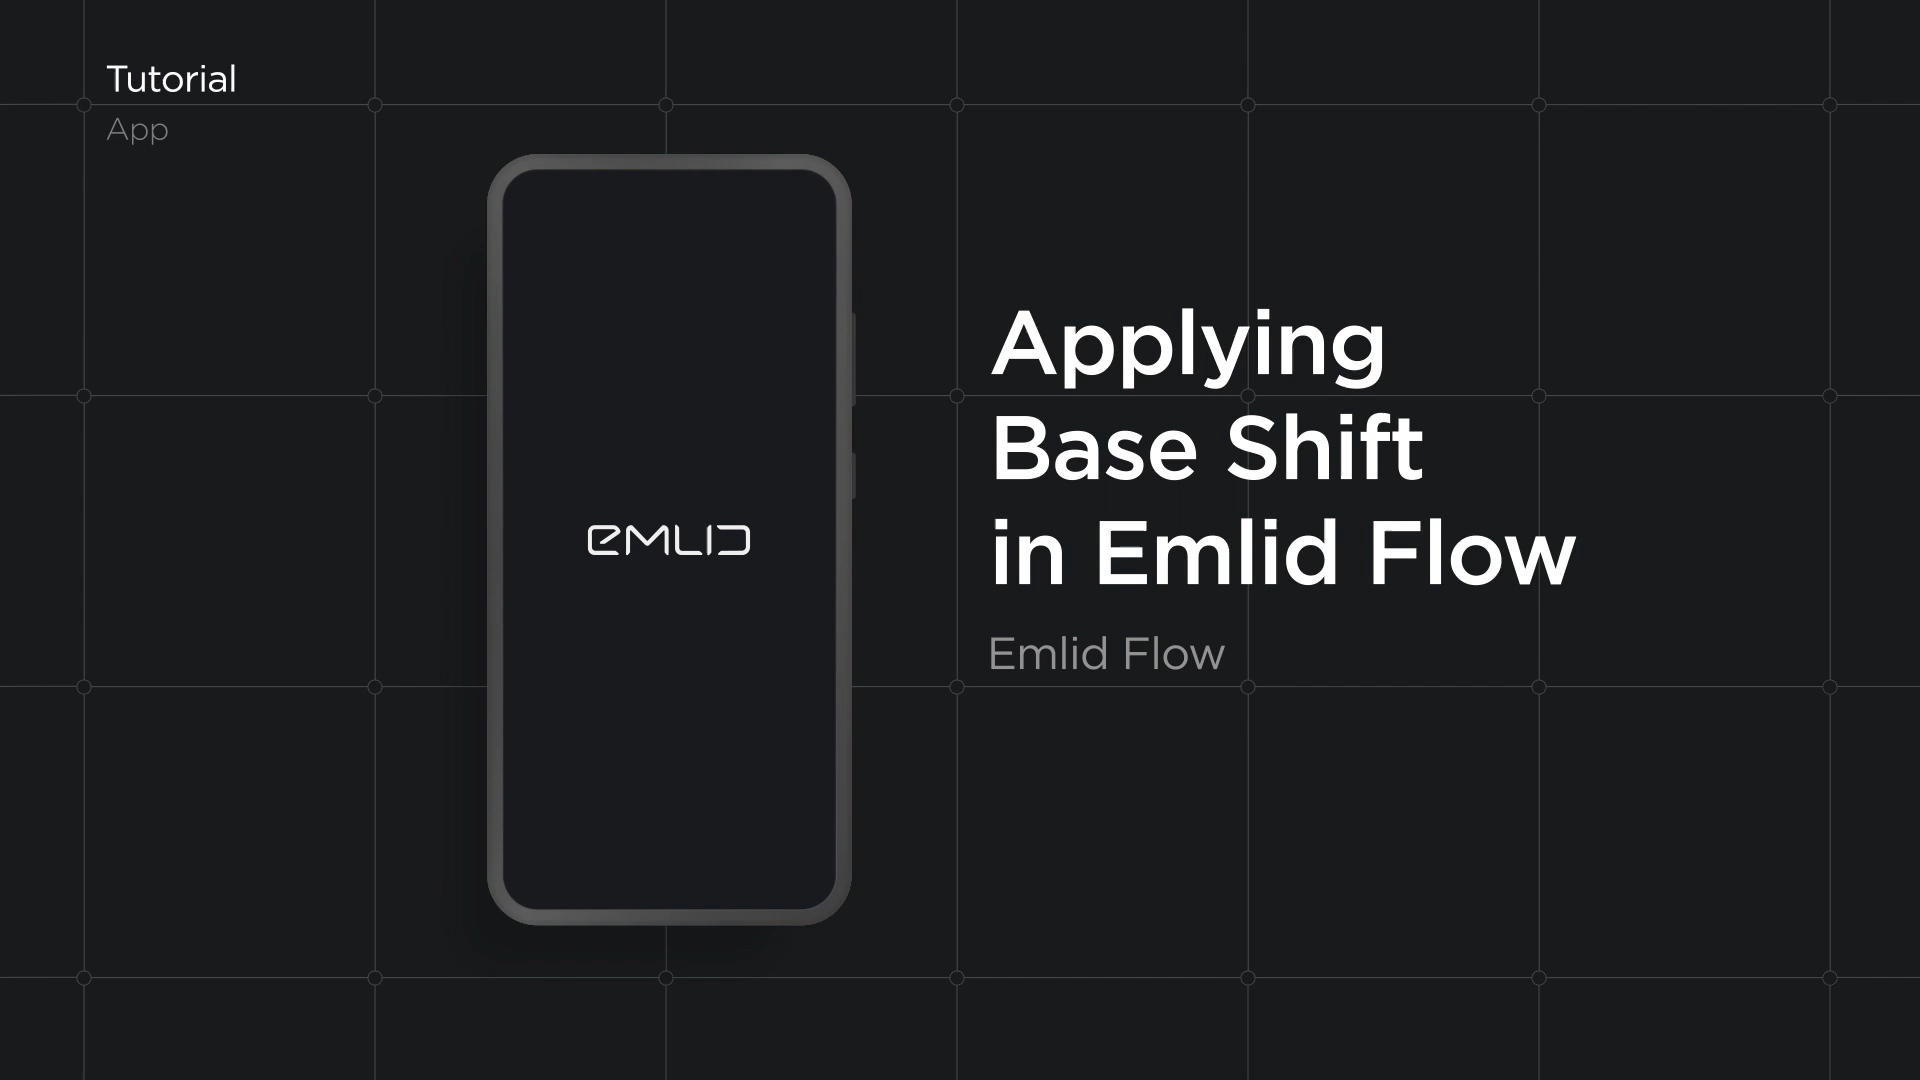 Tutorial
App
EMLID
Applying
Base Shift
in Emlid Flow
Emlid Flow